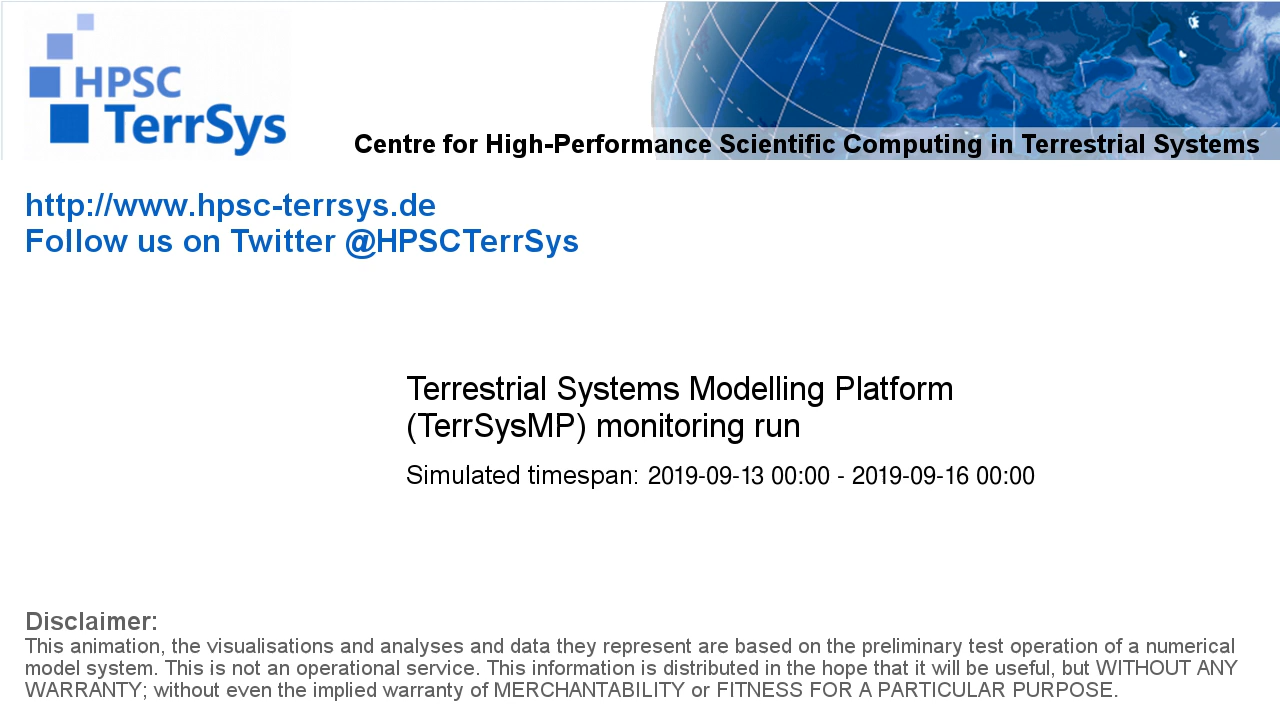 HPSC
TerrSys
Centre for High-Performance Scientific Computing in Terrestrial Systems
http://www.hpsc-terrsys.de
Follow us on Twitter @HPSCTerrSys
Terrestrial Systems Modelling Platform
(TerrSysMP) monitoring run
Simulated timespan: 2019-09-13 00:00 - 2019-09-16 00:00
Disclaimer:
This animation, the visualisations and analyses and data they represent are based on the preliminary test operation of a numerical
model system. This is not an operational service. This information is distributed in the hope that it will be useful, but WITHOUT ANY
WARRANTY; without even the implied warranty of MERCHANTABILITY or FITNESS FOR A PARTICULAR PURPOSE.